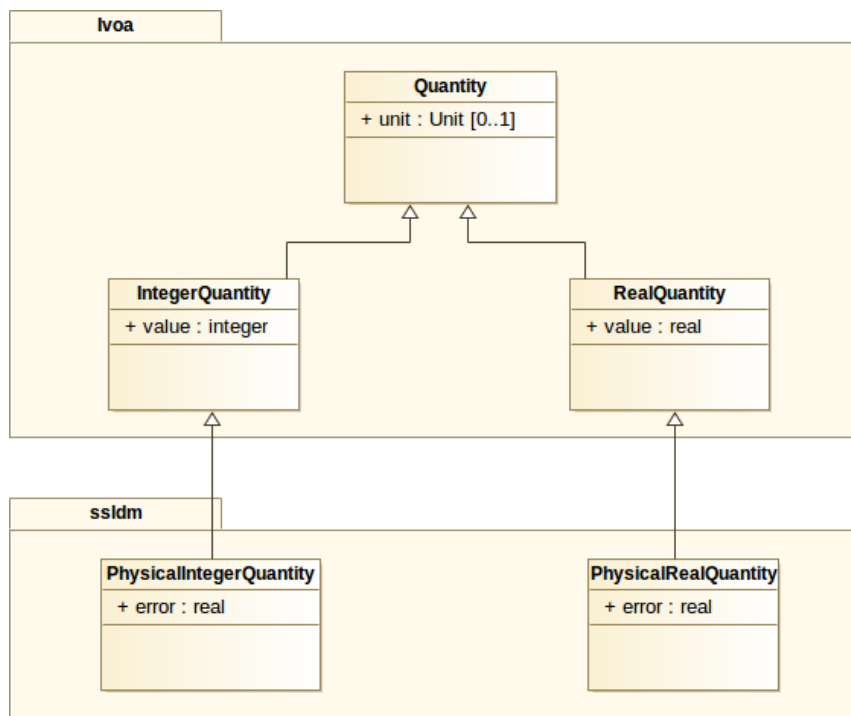 Ivoa
Quantity
+ unit : Unit [0..1]
IntegerQuantity
+ value : integer
RealQuantity
+ value : real
ssldm
PhysicalIntegerQuantity
+ error : real
PhysicalRealQuantity
+ error : real